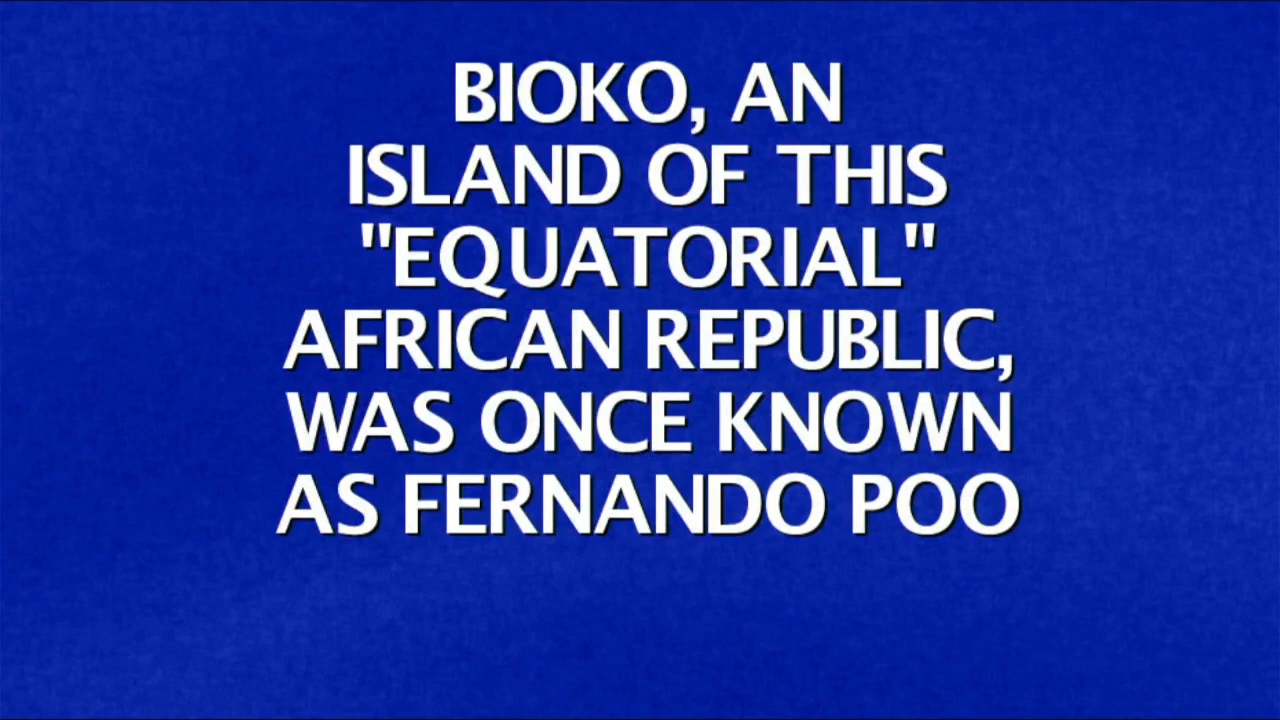 BIOKO, AN
ISLAND OF THIS
"EQUATORIAL"
AFRICAN REPUBLIC,
WAS ONCE KNOWN
AS FERNANDO POO